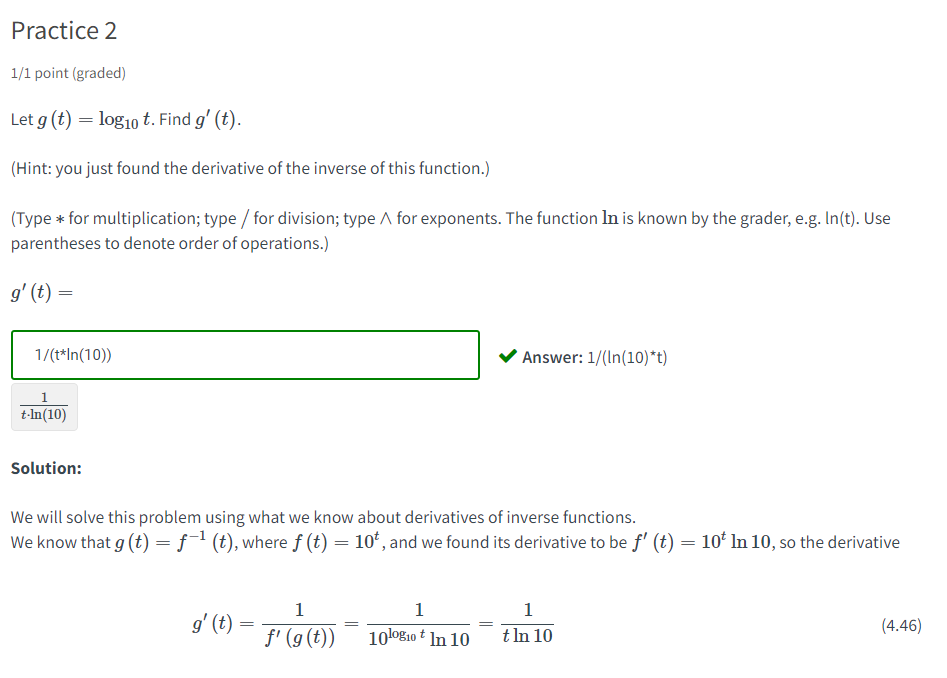 Practice 2
1/1 point (graded)
Let g (t) = log₁₀ t. Find g′ (t).
(Hint: you just found the derivative of the inverse of this function.)
(Type ∗ for multiplication; type / for division; type ∧ for exponents. The function ln is known by the grader, e.g. ln(t). Use
parentheses to denote order of operations.)
g′ (t) =
1/(t*ln(10))
✔ Answer: 1/(ln(10)*t)
1/(t·ln(10))
Solution:
We will solve this problem using what we know about derivatives of inverse functions.
We know that g (t) = f⁻¹ (t), where f (t) = 10ᵗ, and we found its derivative to be f′ (t) = 10ᵗ ln 10, so the derivative
g′ (t) = 1/(f′ (g (t))) = 1/(10^(log₁₀ t) ln 10) = 1/(t ln 10) (4.46)